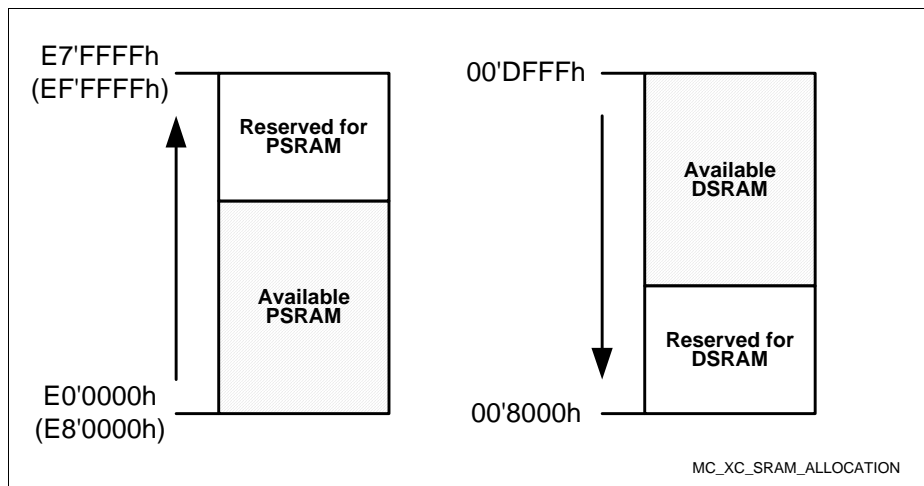 E7'FFFFh
(EF'FFFFh)
Reserved for
PSRAM
Available
PSRAM
E0'0000h
(E8'0000h)
00'DFFFh
Available
DSRAM
Reserved for
DSRAM
00'8000h
MC_XC_SRAM_ALLOCATION